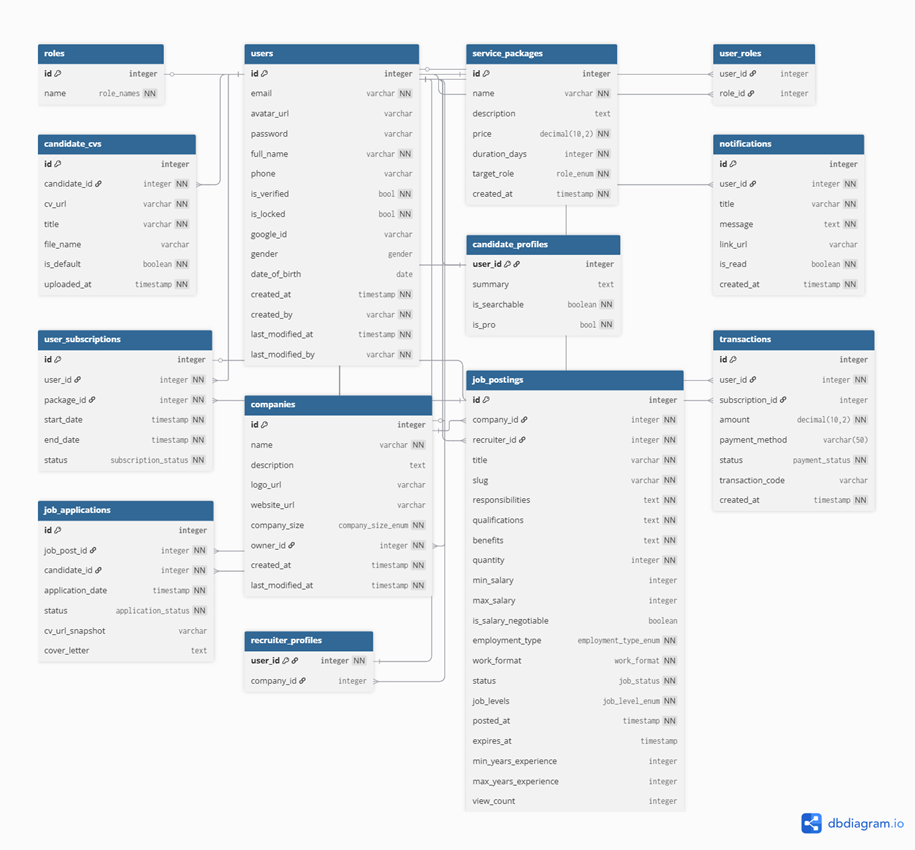 roles
id integer
name role_names NN
candidate_cvs
id integer
candidate_id integer NN
cv_url varchar NN
title varchar NN
file_name varchar
is_default boolean NN
uploaded_at timestamp NN
user_subscriptions
id integer
user_id integer NN
package_id integer NN
start_date timestamp NN
end_date timestamp NN
status subscription_status NN
job_applications
id integer
job_post_id integer NN
candidate_id integer NN
application_date timestamp NN
status application_status NN
cv_url_snapshot varchar
cover_letter text
users
id integer
email varchar NN
avatar_url varchar
password varchar
full_name varchar NN
phone varchar
is_verified bool NN
is_locked bool NN
google_id varchar
gender gender
date_of_birth date
created_at timestamp NN
created_by varchar NN
last_modified_at timestamp NN
last_modified_by varchar NN
companies
id integer
name varchar NN
description text
logo_url varchar
website_url varchar
company_size company_size_enum NN
owner_id integer NN
created_at timestamp NN
last_modified_at timestamp NN
recruiter_profiles
user_id integer NN
company_id integer
service_packages
id integer
name varchar NN
description text
price decimal(10,2) NN
duration_days integer NN
target_role role_enum NN
created_at timestamp NN
candidate_profiles
user_id integer
summary text
is_searchable boolean NN
is_pro bool NN
job_postings
id integer
company_id integer NN
recruiter_id integer NN
title varchar NN
slug varchar NN
responsibilities text NN
qualifications text NN
benefits text NN
quantity integer NN
min_salary integer
max_salary integer
is_salary_negotiable boolean
employment_type employment_type_enum NN
work_format work_format NN
status job_status NN
job_levels job_level_enum NN
posted_at timestamp NN
expires_at timestamp
min_years_experience integer
max_years_experience integer
view_count integer
user_roles
user_id integer
role_id integer
notifications
id integer
user_id integer NN
title varchar NN
message text NN
link_url varchar
is_read boolean NN
created_at timestamp NN
transactions
id integer
user_id integer NN
subscription_id integer
amount decimal(10,2) NN
payment_method varchar(50)
status payment_status NN
transaction_code varchar
created_at timestamp NN
dbdiagram.io